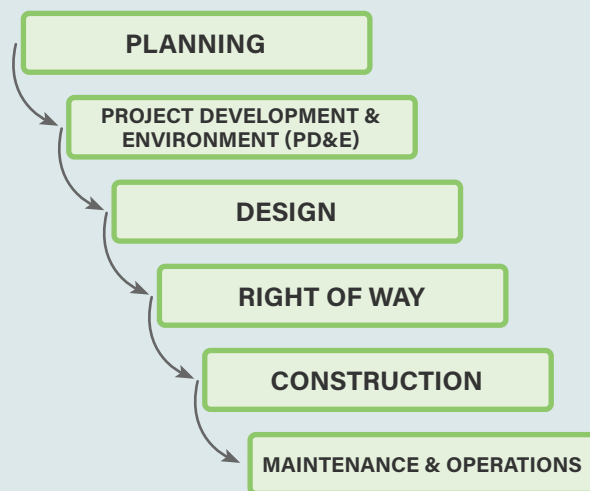 PLANNING
PROJECT DEVELOPMENT &
ENVIRONMENT (PD&E)
DESIGN
RIGHT OF WAY
CONSTRUCTION
MAINTENANCE & OPERATIONS